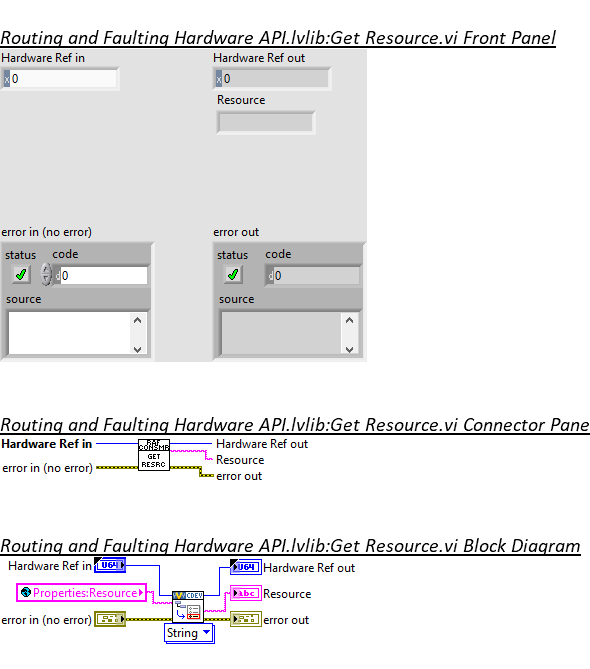 Routing and Faulting Hardware API.lvlib:Get Resource.vi Front Panel
Hardware Ref in
Hardware Ref out
x 0
x 0
Resource
error in (no error)
error out
status code
status code
d 0
d 0
source
source
Routing and Faulting Hardware API.lvlib:Get Resource.vi Connector Pane
Hardware Ref in
RAF
CONSMR
GET
RESRC
Hardware Ref out
Resource
error in (no error)
error out
Routing and Faulting Hardware API.lvlib:Get Resource.vi Block Diagram
Hardware Ref in
U64
U64
Hardware Ref out
Properties:Resource
CDEV
abc
Resource
error in (no error)
error out
String